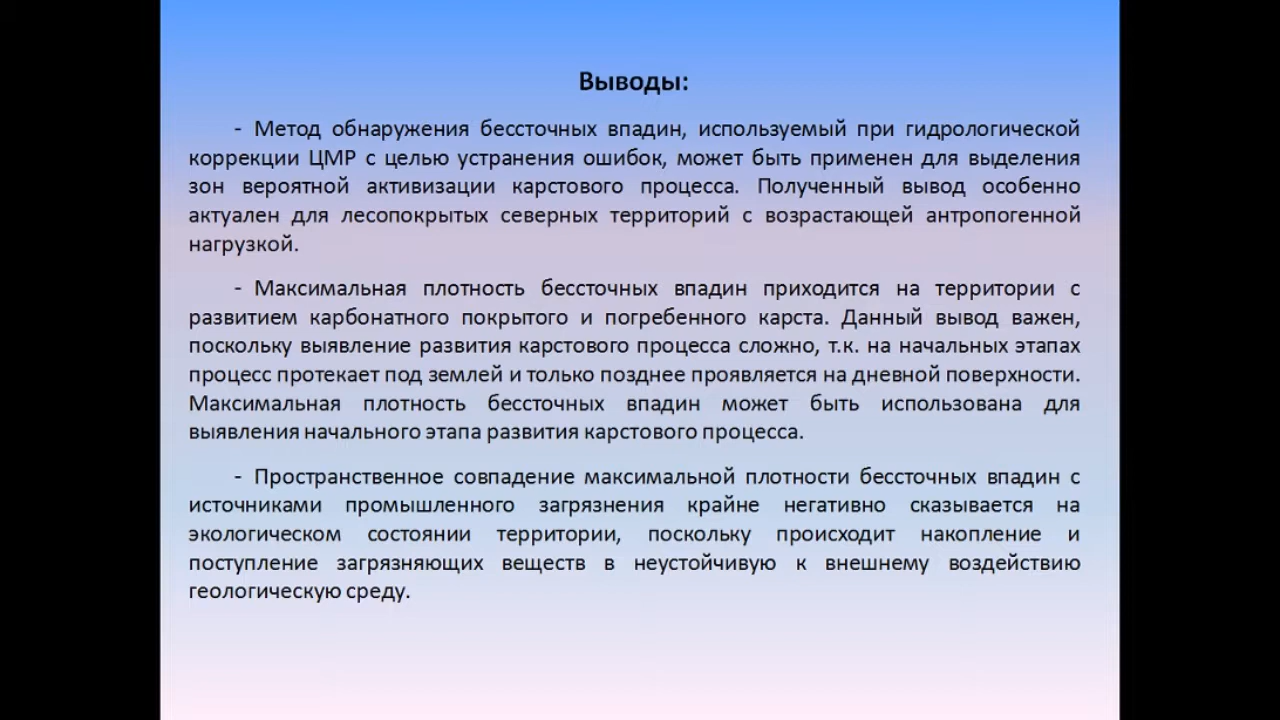 Выводы:
- Метод обнаружения бессточных впадин, используемый при гидрологической
коррекции ЦМР с целью устранения ошибок, может быть применен для выделения
зон вероятной активизации карстового процесса. Полученный вывод особенно
актуален для лесопокрытых северных территорий с возрастающей антропогенной
нагрузкой.
- Максимальная плотность бессточных впадин приходится на территории с
развитием карбонатного покрытого и погребенного карста. Данный вывод важен,
поскольку выявление развития карстового процесса сложно, т.к. на начальных этапах
процесс протекает под землей и только позднее проявляется на дневной поверхности.
Максимальная плотность бессточных впадин может быть использована для
выявления начального этапа развития карстового процесса.
- Пространственное совпадение максимальной плотности бессточных впадин с
источниками промышленного загрязнения крайне негативно сказывается на
экологическом состоянии территории, поскольку происходит накопление и
поступление загрязняющих веществ в неустойчивую к внешнему воздействию
геологическую среду.